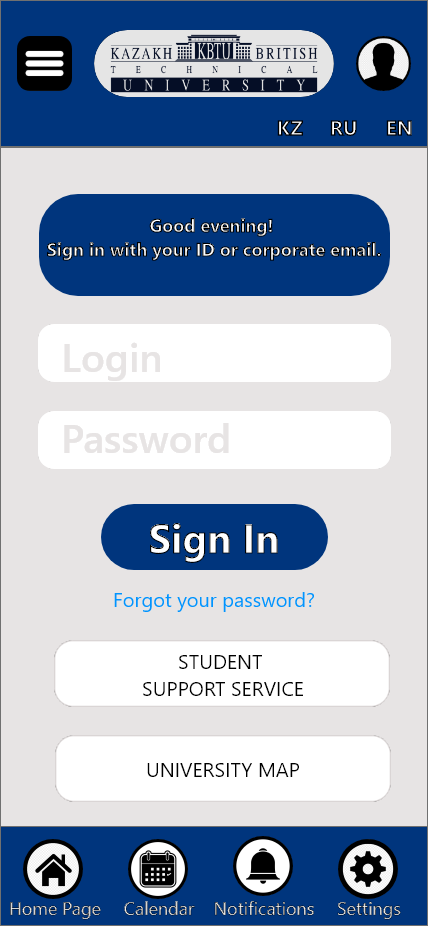 KAZAKH KBTU BRITISH
TECHNICAL
UNIVERSITY
KZ RU EN
Good evening!
Sign in with your ID or corporate email.
Login
Password
Sign In
Forgot your password?
STUDENT
SUPPORT SERVICE
UNIVERSITY MAP
Home Page Calendar Notifications Settings